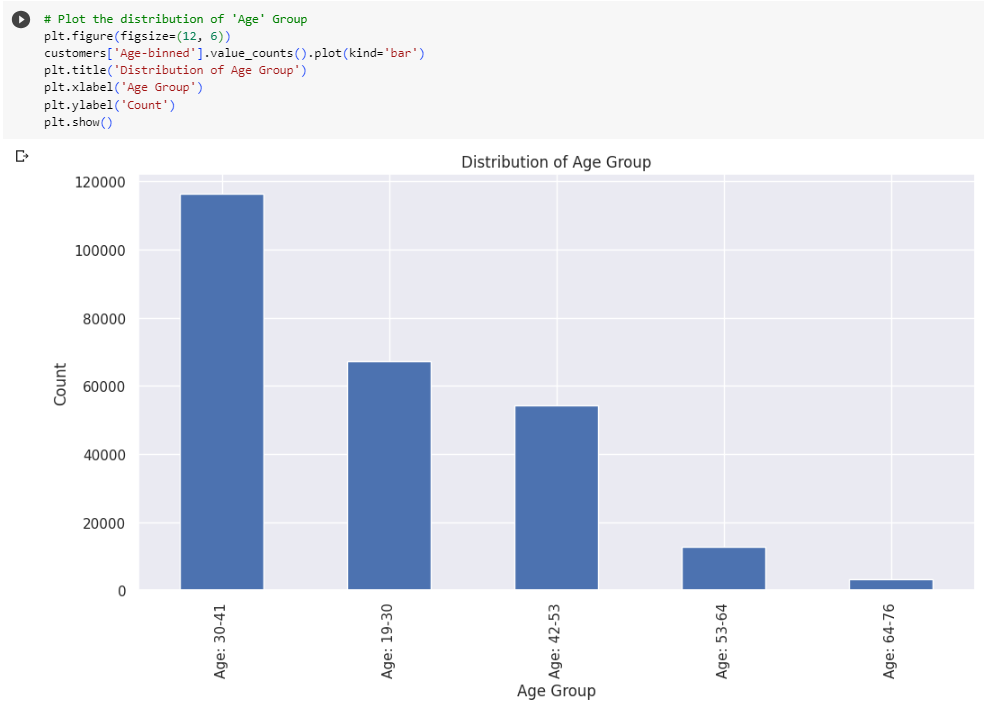 # Plot the distribution of 'Age' Group
plt.figure(figsize=(12, 6))
customers['Age-binned'].value_counts().plot(kind='bar')
plt.title('Distribution of Age Group')
plt.xlabel('Age Group')
plt.ylabel('Count')
plt.show()
Distribution of Age Group
120000
100000
80000
60000
40000
20000
0
Count
Age: 30-41
Age: 19-30
Age: 42-53
Age: 53-64
Age: 64-76
Age Group